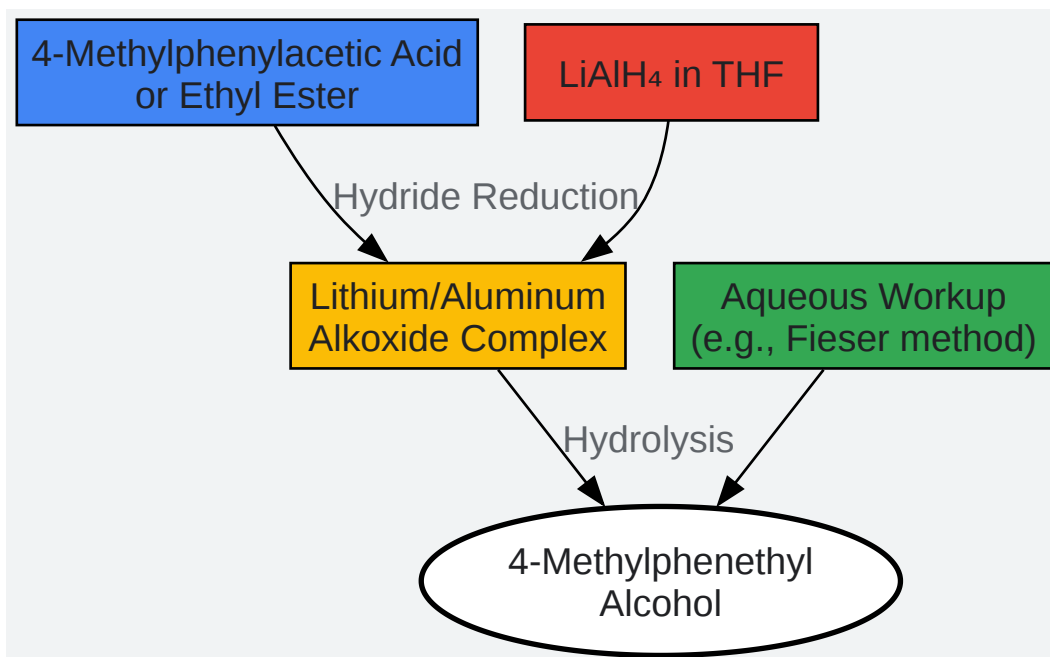 4-Methylphenylacetic Acid
or Ethyl Ester
LiAlH₄ in THF
Hydride Reduction
Lithium/Aluminum
Alkoxide Complex
Aqueous Workup
(e.g., Fieser method)
Hydrolysis
4-Methylphenethyl
Alcohol